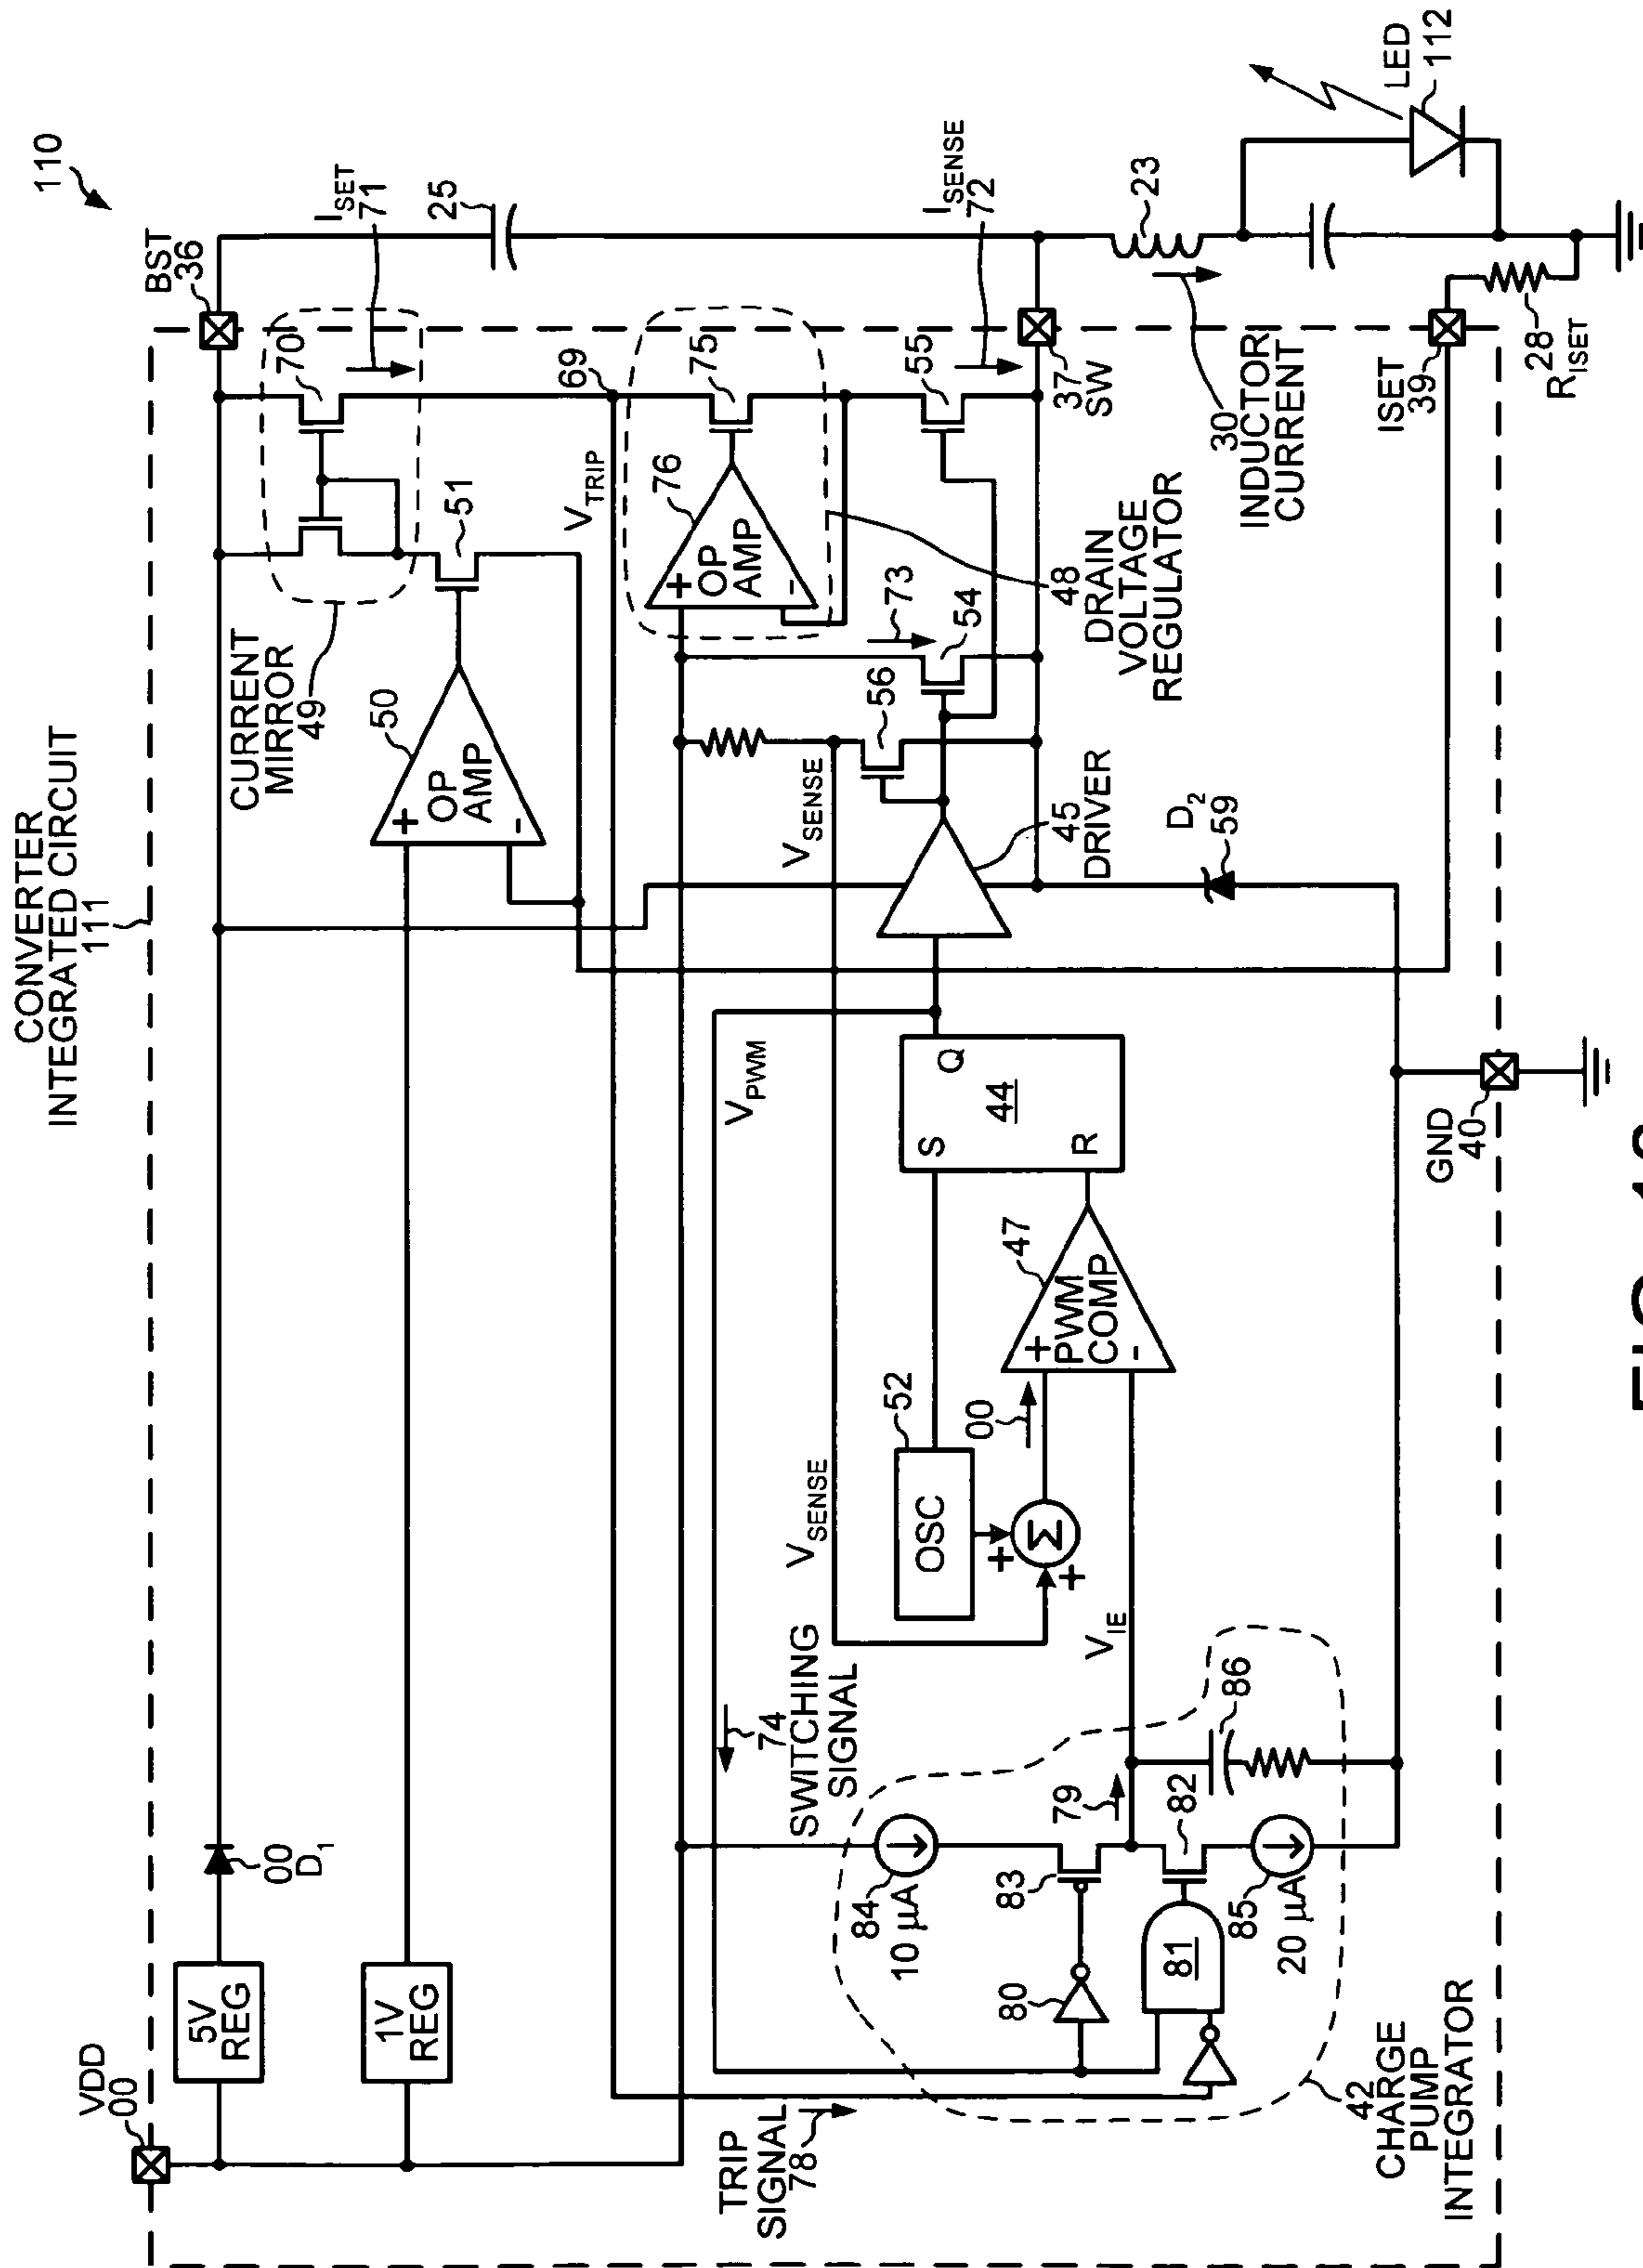 110
CONVERTER
INTEGRATED CIRCUIT
111
VDD
00
5V
REG
00
D1
BST
36
CURRENT
MIRROR
49
70
ISET
71
25
1V
REG
50
+
OP
AMP
-
51
VTRIP
69
76
+
OP
AMP
-
75
48
DRAIN
VOLTAGE
REGULATOR
73
54
55
ISENSE
72
56
VSENSE
45
DRIVER
D2
59
37
SW
23
30
INDUCTOR
CURRENT
LED
112
ISET
39
28
RISET
VPWM
S
Q
44
R
GND
40
VSENSE
52
OSC
+
Σ
+
00
47
+
PWM
COMP
-
VIE
74
SWITCHING
SIGNAL
84
10 µA
83
79
82
86
85
20 µA
80
81
TRIP
SIGNAL
78
42
CHARGE
PUMP
INTEGRATOR